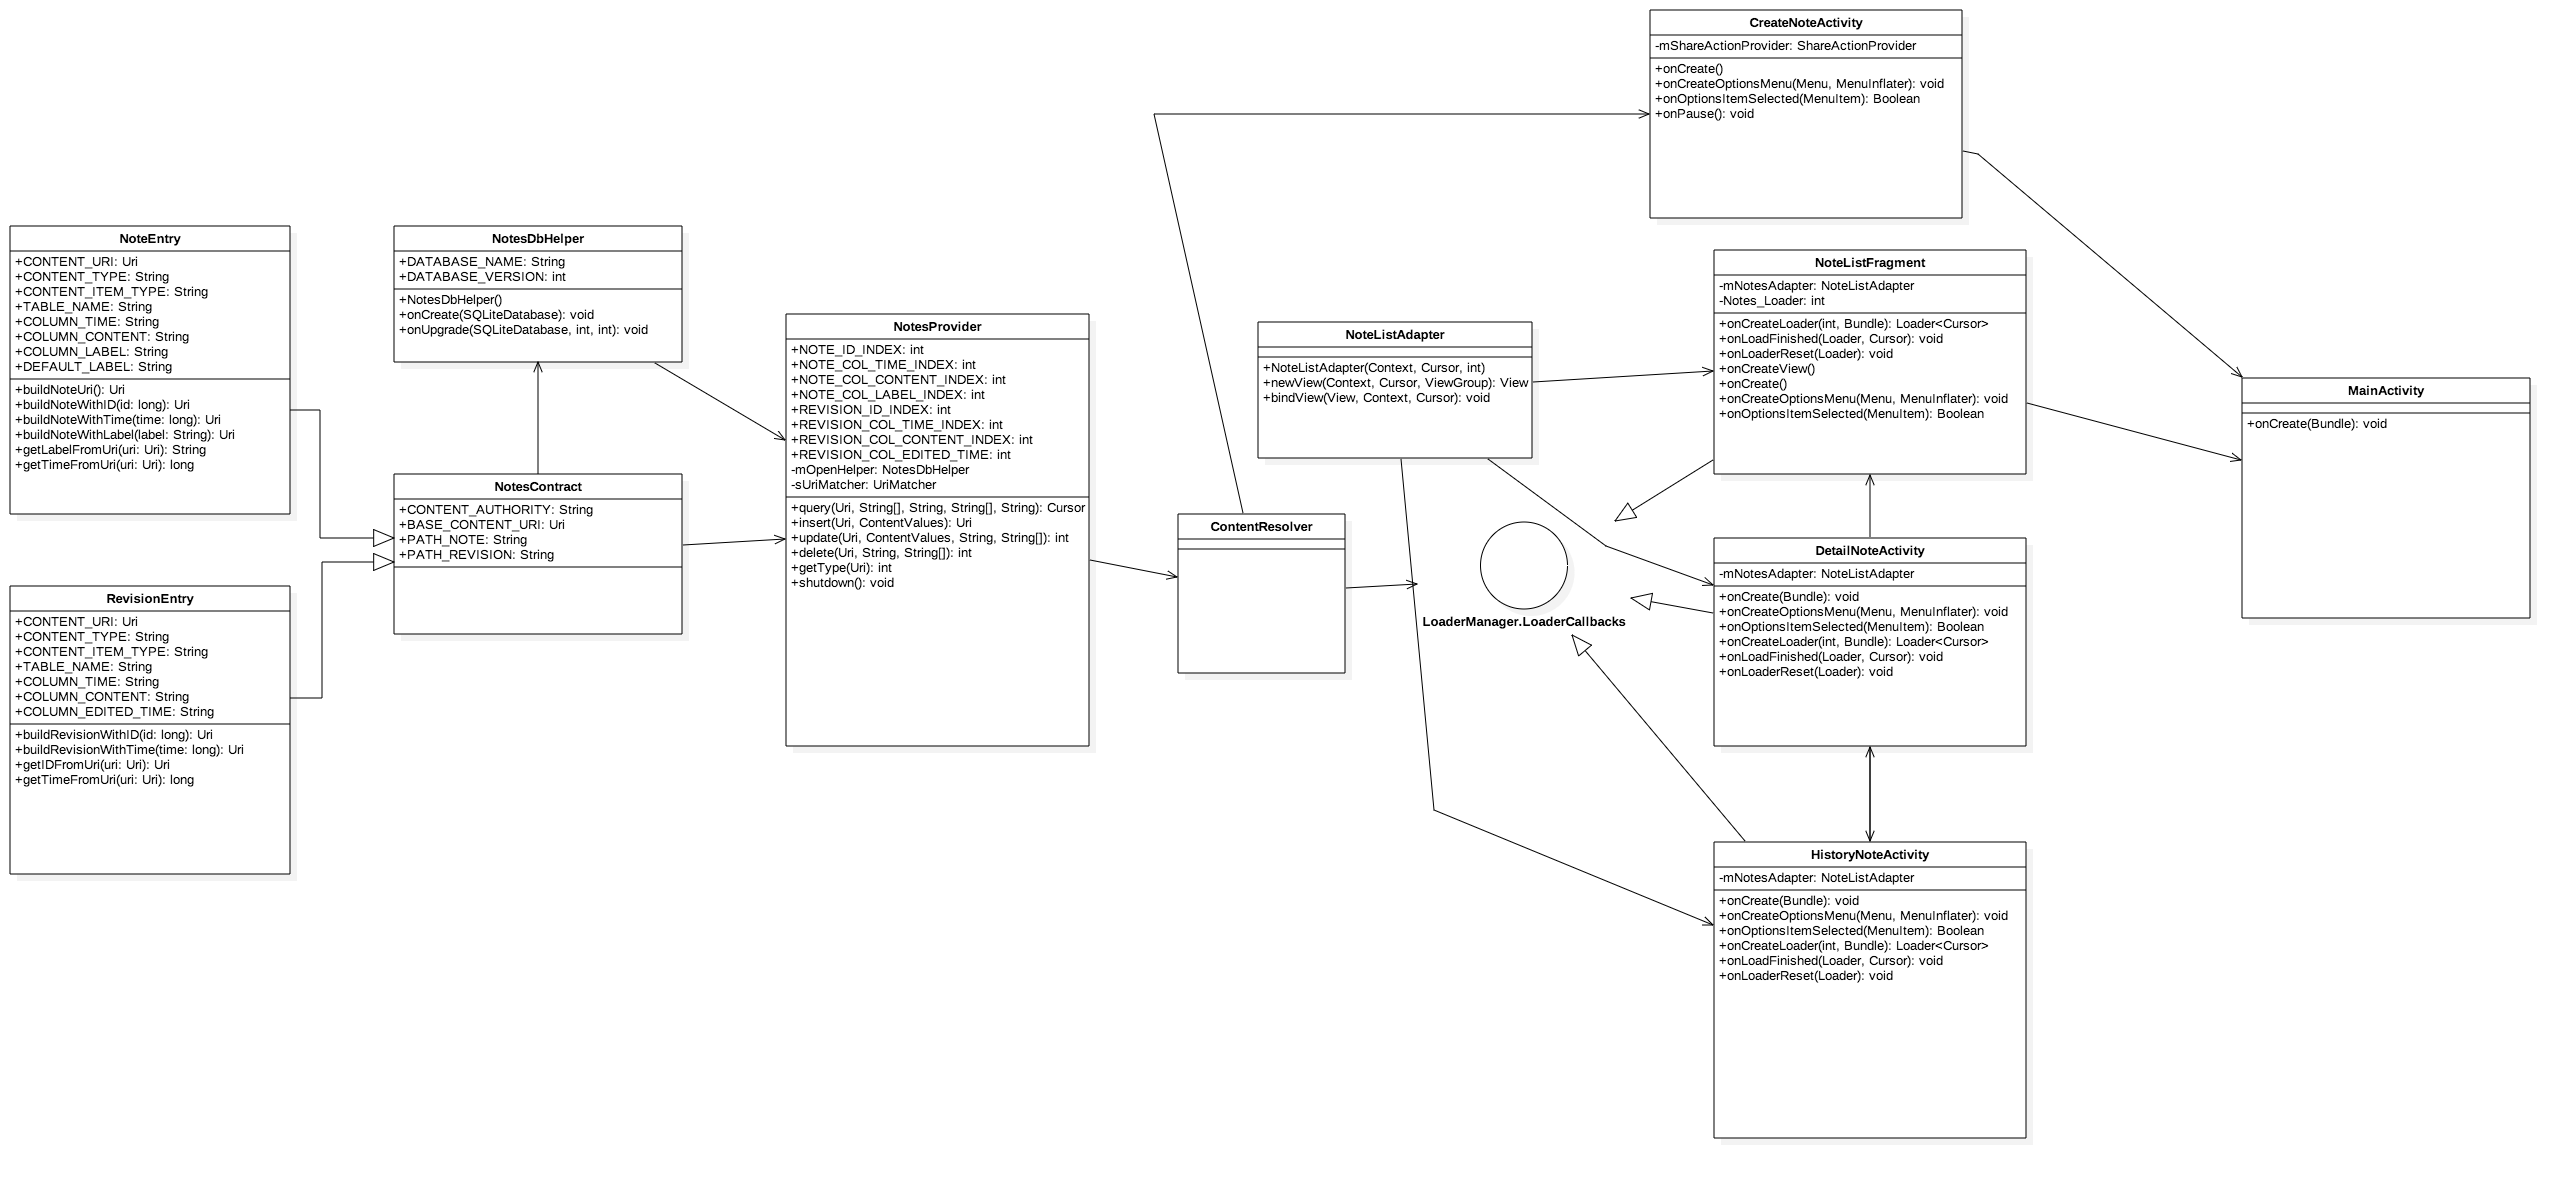 NoteEntry
+CONTENT_URI: Uri
+CONTENT_TYPE: String
+CONTENT_ITEM_TYPE: String
+TABLE_NAME: String
+COLUMN_TIME: String
+COLUMN_CONTENT: String
+COLUMN_LABEL: String
+DEFAULT_LABEL: String
+buildNoteUri(): Uri
+buildNoteWithID(id: long): Uri
+buildNoteWithTime(time: long): Uri
+buildNoteWithLabel(label: String): Uri
+getLabelFromUri(uri: Uri): String
+getTimeFromUri(uri: Uri): long
RevisionEntry
+CONTENT_URI: Uri
+CONTENT_TYPE: String
+CONTENT_ITEM_TYPE: String
+TABLE_NAME: String
+COLUMN_TIME: String
+COLUMN_CONTENT: String
+COLUMN_EDITED_TIME: String
+buildRevisionWithID(id: long): Uri
+buildRevisionWithTime(time: long): Uri
+getIDFromUri(uri: Uri): Uri
+getTimeFromUri(uri: Uri): long
NotesDbHelper
+DATABASE_NAME: String
+DATABASE_VERSION: int
+NotesDbHelper()
+onCreate(SQLiteDatabase): void
+onUpgrade(SQLiteDatabase, int, int): void
NotesContract
+CONTENT_AUTHORITY: String
+BASE_CONTENT_URI: Uri
+PATH_NOTE: String
+PATH_REVISION: String
NotesProvider
+NOTE_ID_INDEX: int
+NOTE_COL_TIME_INDEX: int
+NOTE_COL_CONTENT_INDEX: int
+NOTE_COL_LABEL_INDEX: int
+REVISION_ID_INDEX: int
+REVISION_COL_TIME_INDEX: int
+REVISION_COL_CONTENT_INDEX: int
+REVISION_COL_EDITED_TIME: int
-mOpenHelper: NotesDbHelper
-sUriMatcher: UriMatcher
+query(Uri, String[], String, String[], String): Cursor
+insert(Uri, ContentValues): Uri
+update(Uri, ContentValues, String, String[]): int
+delete(Uri, String, String[]): int
+getType(Uri): int
+shutdown(): void
ContentResolver
NoteListAdapter
+NoteListAdapter(Context, Cursor, int)
+newView(Context, Cursor, ViewGroup): View
+bindView(View, Context, Cursor): void
LoaderManager.LoaderCallbacks
CreateNoteActivity
-mShareActionProvider: ShareActionProvider
+onCreate()
+onCreateOptionsMenu(Menu, MenuInflater): void
+onOptionsItemSelected(MenuItem): Boolean
+onPause(): void
NoteListFragment
-mNotesAdapter: NoteListAdapter
-Notes_Loader: int
+onCreateLoader(int, Bundle): Loader<Cursor>
+onLoadFinished(Loader, Cursor): void
+onLoaderReset(Loader): void
+onCreateView()
+onCreate()
+onCreateOptionsMenu(Menu, MenuInflater): void
+onOptionsItemSelected(MenuItem): Boolean
DetailNoteActivity
-mNotesAdapter: NoteListAdapter
+onCreate(Bundle): void
+onCreateOptionsMenu(Menu, MenuInflater): void
+onOptionsItemSelected(MenuItem): Boolean
+onCreateLoader(int, Bundle): Loader<Cursor>
+onLoadFinished(Loader, Cursor): void
+onLoaderReset(Loader): void
HistoryNoteActivity
-mNotesAdapter: NoteListAdapter
+onCreate(Bundle): void
+onCreateOptionsMenu(Menu, MenuInflater): void
+onOptionsItemSelected(MenuItem): Boolean
+onCreateLoader(int, Bundle): Loader<Cursor>
+onLoadFinished(Loader, Cursor): void
+onLoaderReset(Loader): void
MainActivity
+onCreate(Bundle): void